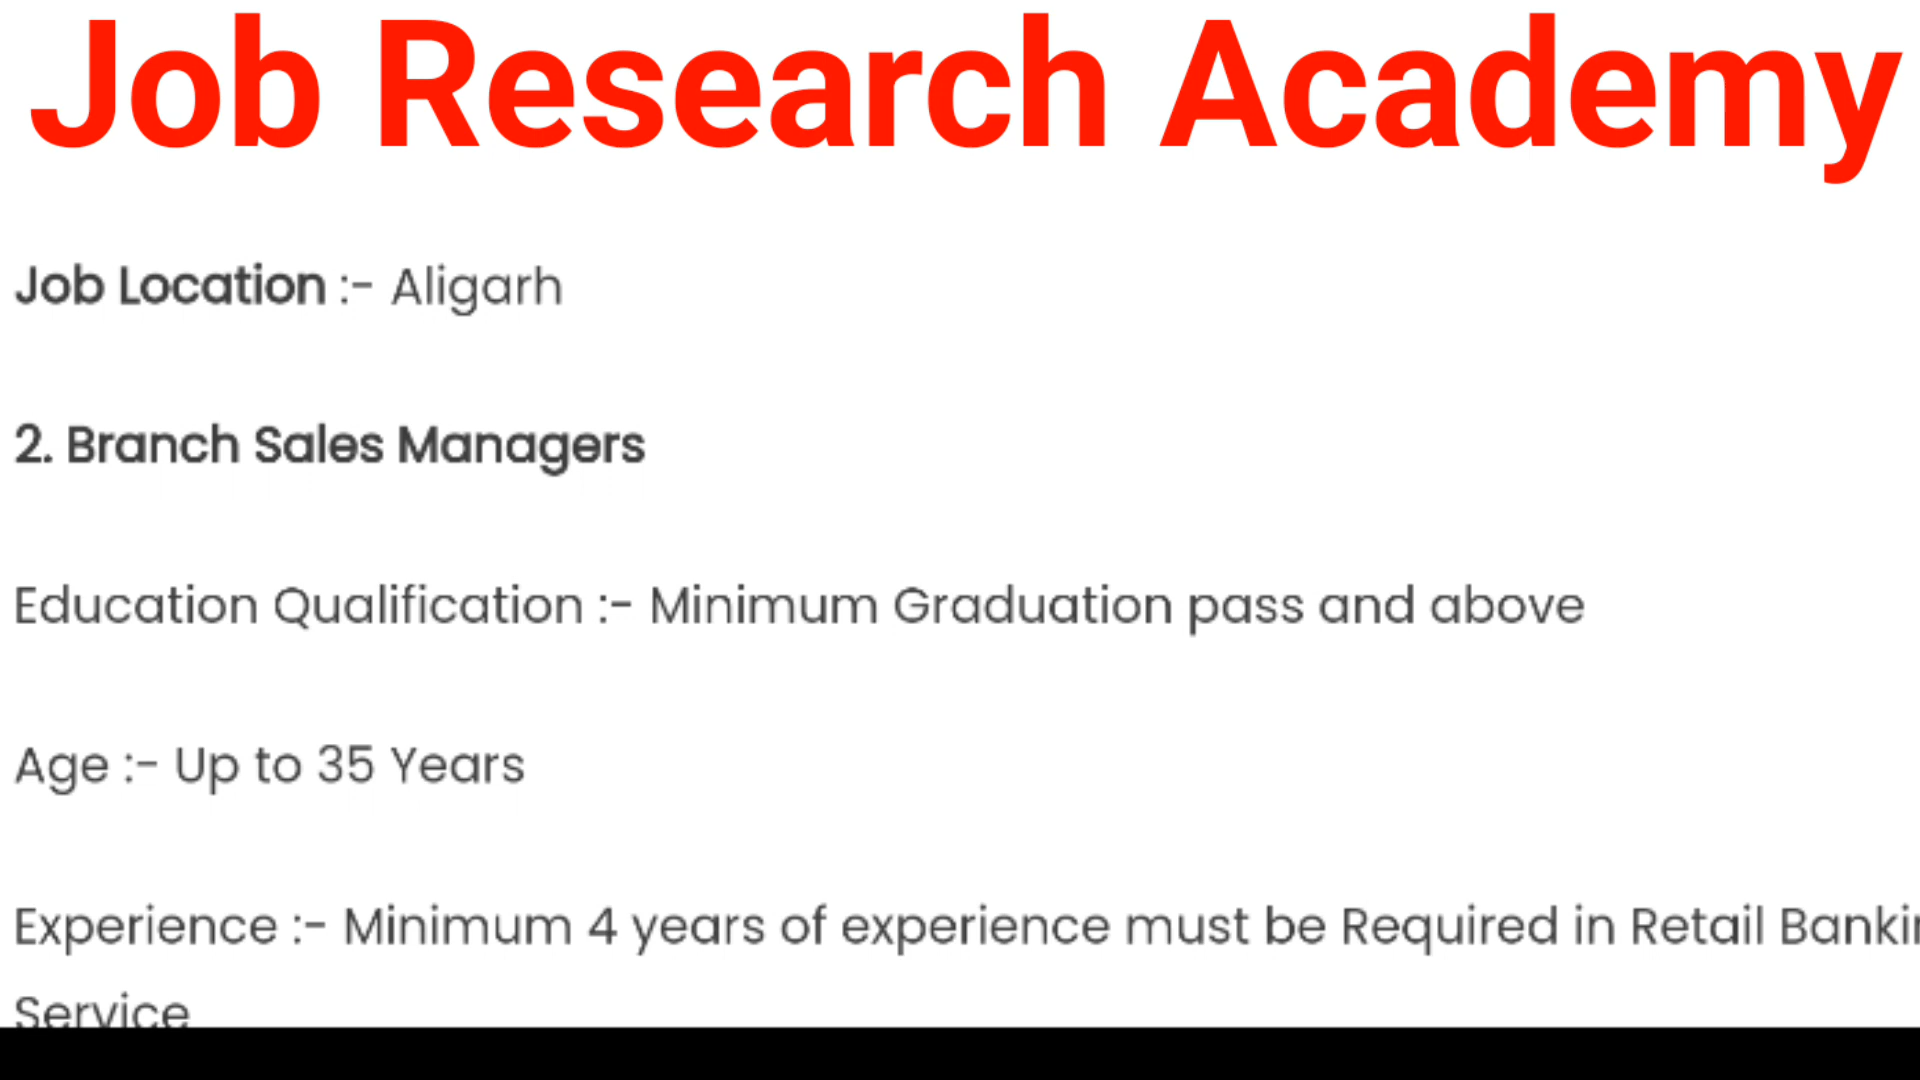 Job Research Academy
Job Location :- Aligarh
2. Branch Sales Managers
Education Qualification :- Minimum Graduation pass and above
Age :- Up to 35 Years
Experience :- Minimum 4 years of experience must be Required in Retail
Service